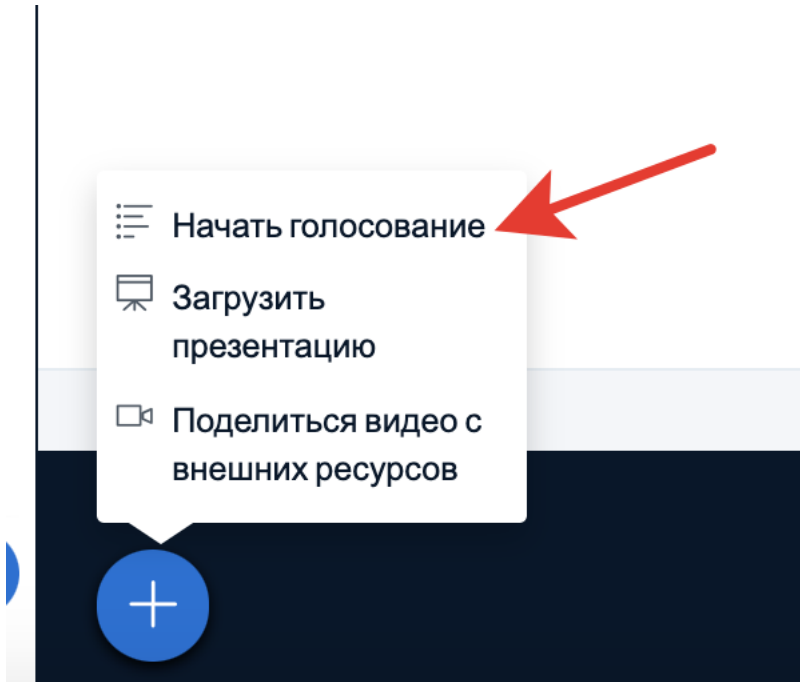 Начать голосование
Загрузить
презентацию
Поделиться видео с
внешних ресурсов